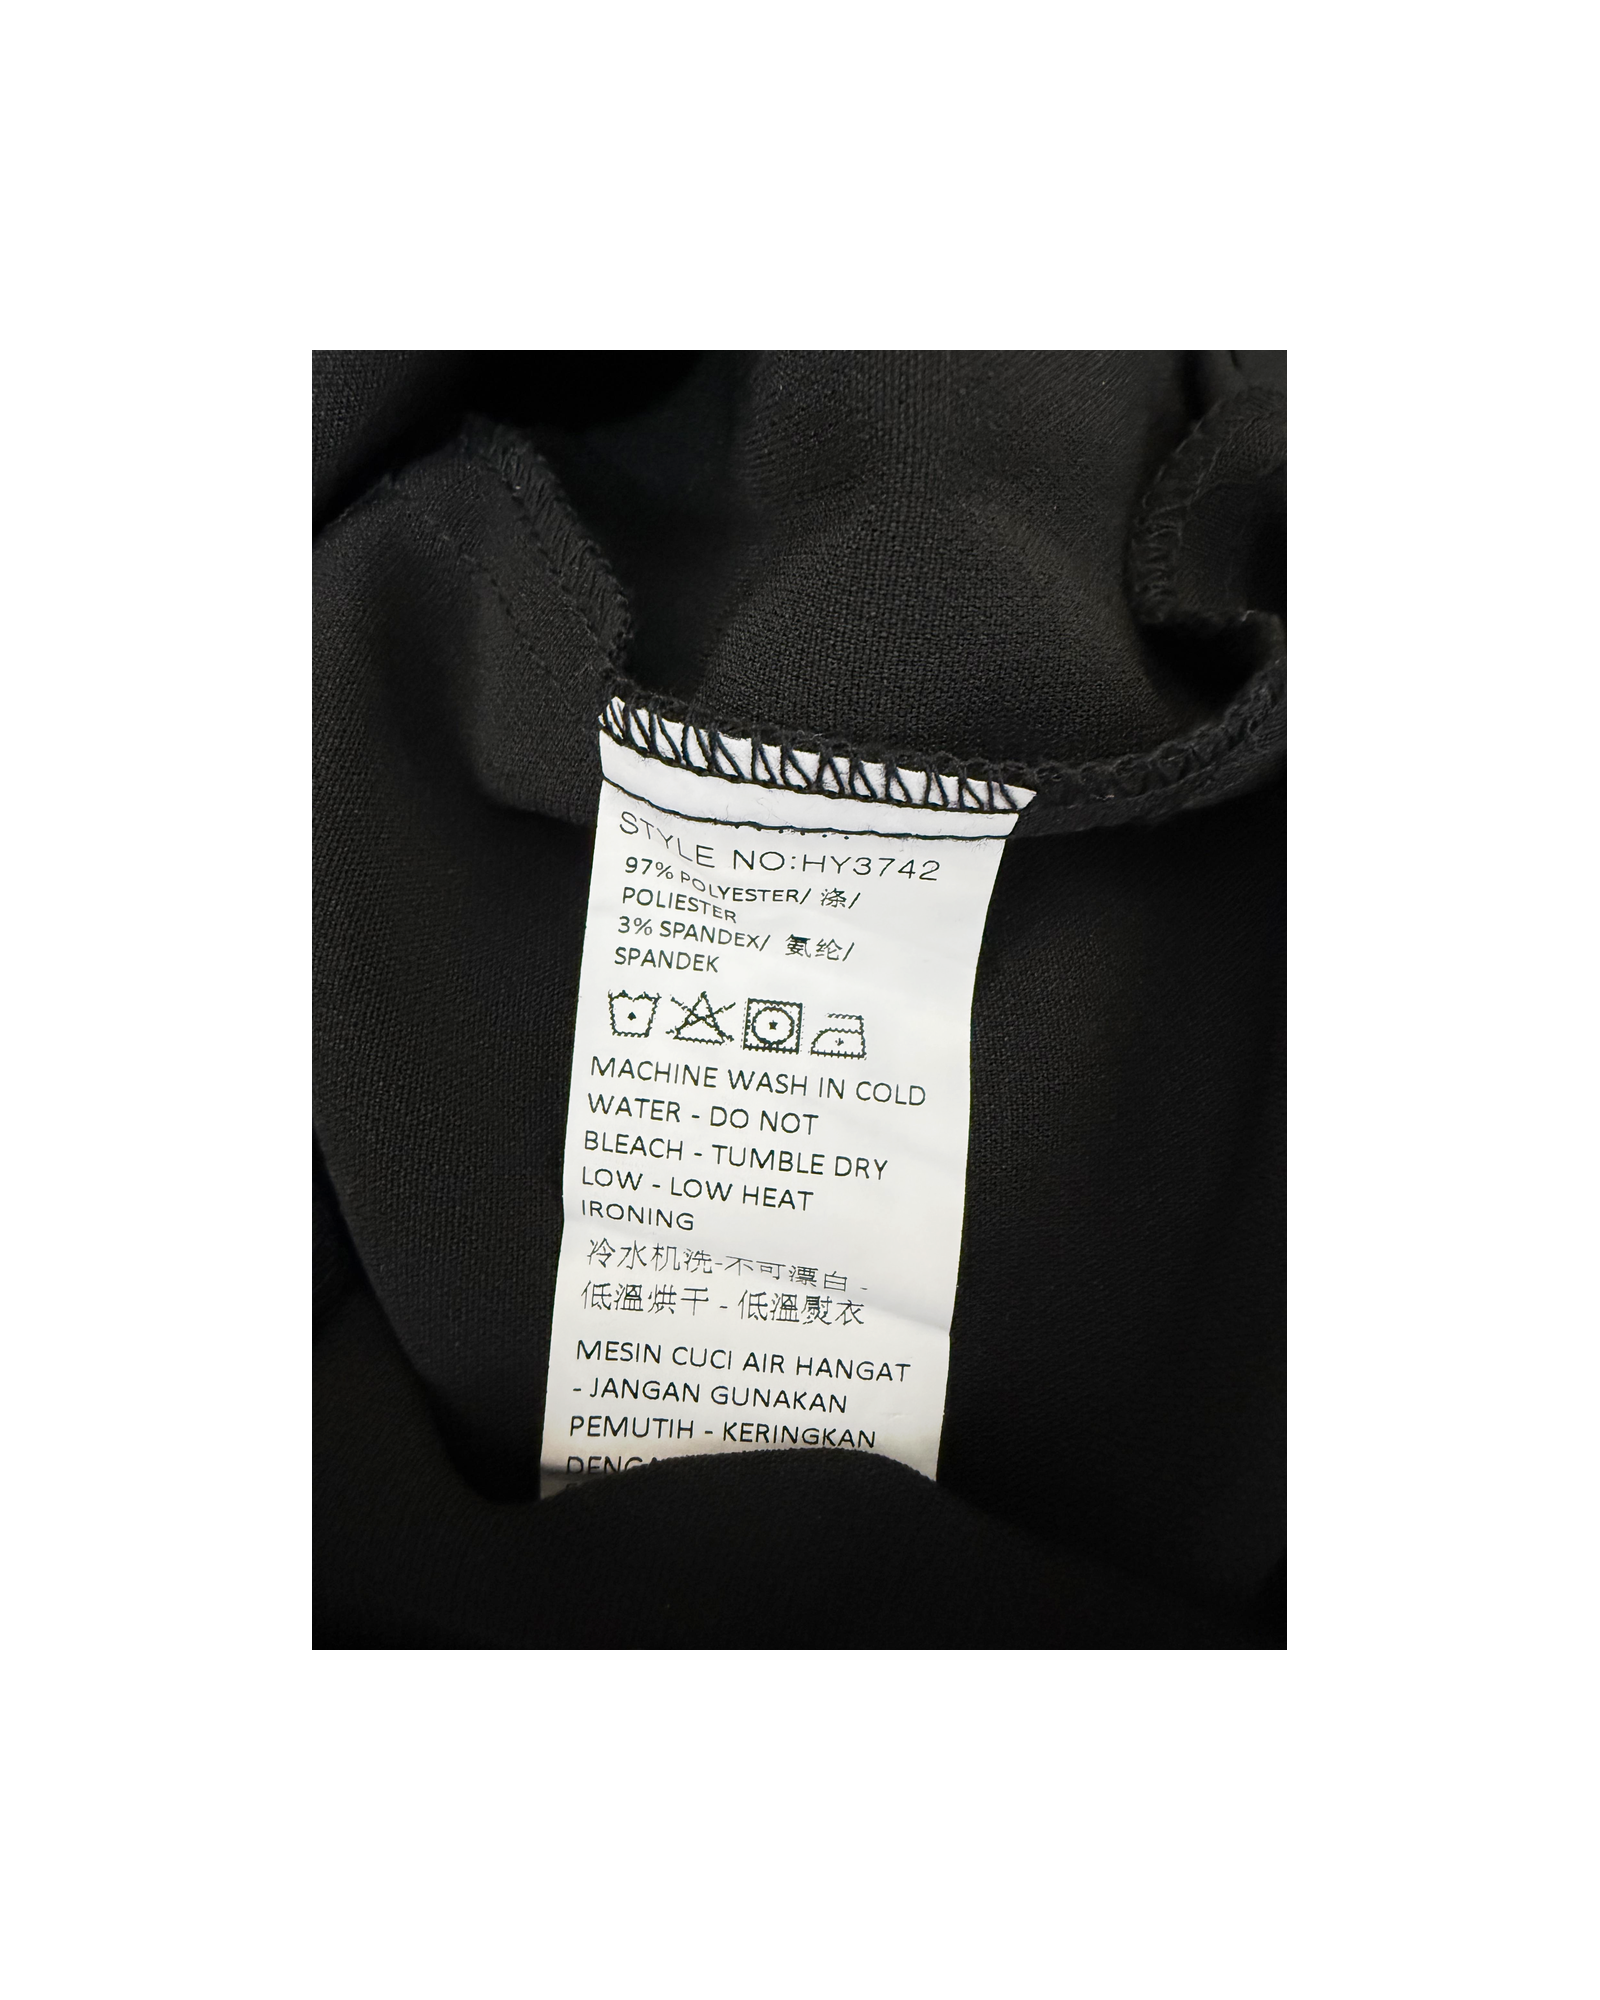 STYLE NO:HY3742
97% POLYESTER/ 涤/
POLIESTER
3% SPANDEX/ 氨纶/
SPANDEK
MACHINE WASH IN COLD
WATER - DO NOT
BLEACH - TUMBLE DRY
LOW - LOW HEAT
IRONING
冷水机洗-不可漂白 -
低溫烘干 - 低溫熨衣
MESIN CUCI AIR HANGAT
- JANGAN GUNAKAN
PEMUTIH - KERINGKAN